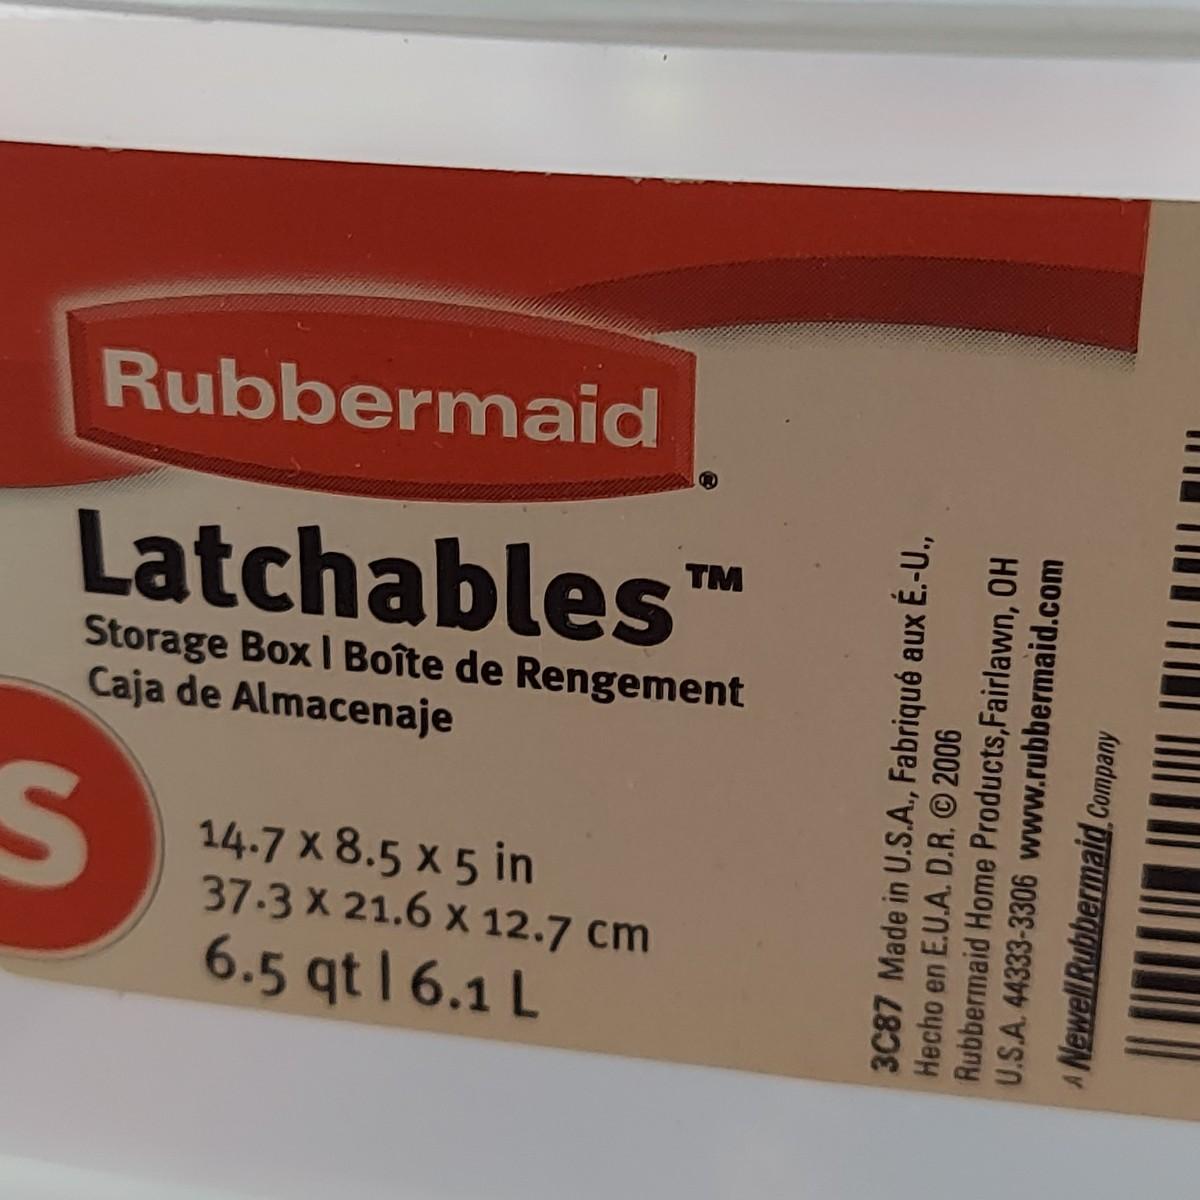 Rubbermaid®
Latchables™
Storage Box | Boîte de Rengement
Caja de Almacenaje
S
14.7 x 8.5 x 5 in
37.3 x 21.6 x 12.7 cm
6.5 qt | 6.1 L
3C87 Made in U.S.A., Fabriqué aux É.-U.,
Hecho en E.U.A. D.R. © 2006
Rubbermaid Home Products,Fairlawn, OH
U.S.A. 44333-3306 www.rubbermaid.com
A NewellRubbermaid Company